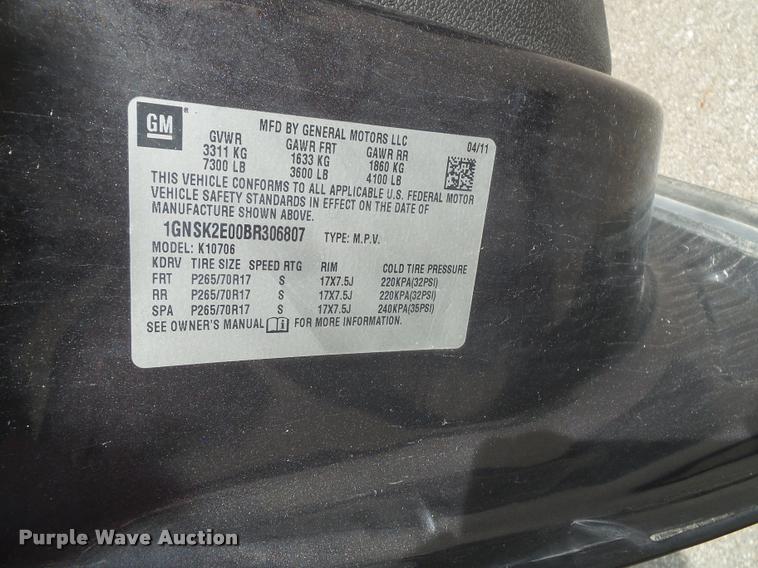 GM ®
MFD BY GENERAL MOTORS LLC
GVWR GAWR FRT GAWR RR 04/11
3311 KG 1633 KG 1860 KG
7300 LB 3600 LB 4100 LB
THIS VEHICLE CONFORMS TO ALL APPLICABLE U.S. FEDERAL MOTOR
VEHICLE SAFETY STANDARDS IN EFFECT ON THE DATE OF
MANUFACTURE SHOWN ABOVE.
1GNSK2E00BR306807 TYPE: M.P.V.
MODEL: K10706
KDRV TIRE SIZE SPEED RTG RIM COLD TIRE PRESSURE
FRT P265/70R17 S 17X7.5J 220KPA(32PSI)
RR P265/70R17 S 17X7.5J 220KPA(32PSI)
SPA P265/70R17 S 17X7.5J 240KPA(35PSI)
SEE OWNER'S MANUAL FOR MORE INFORMATION.
Purple Wave Auction